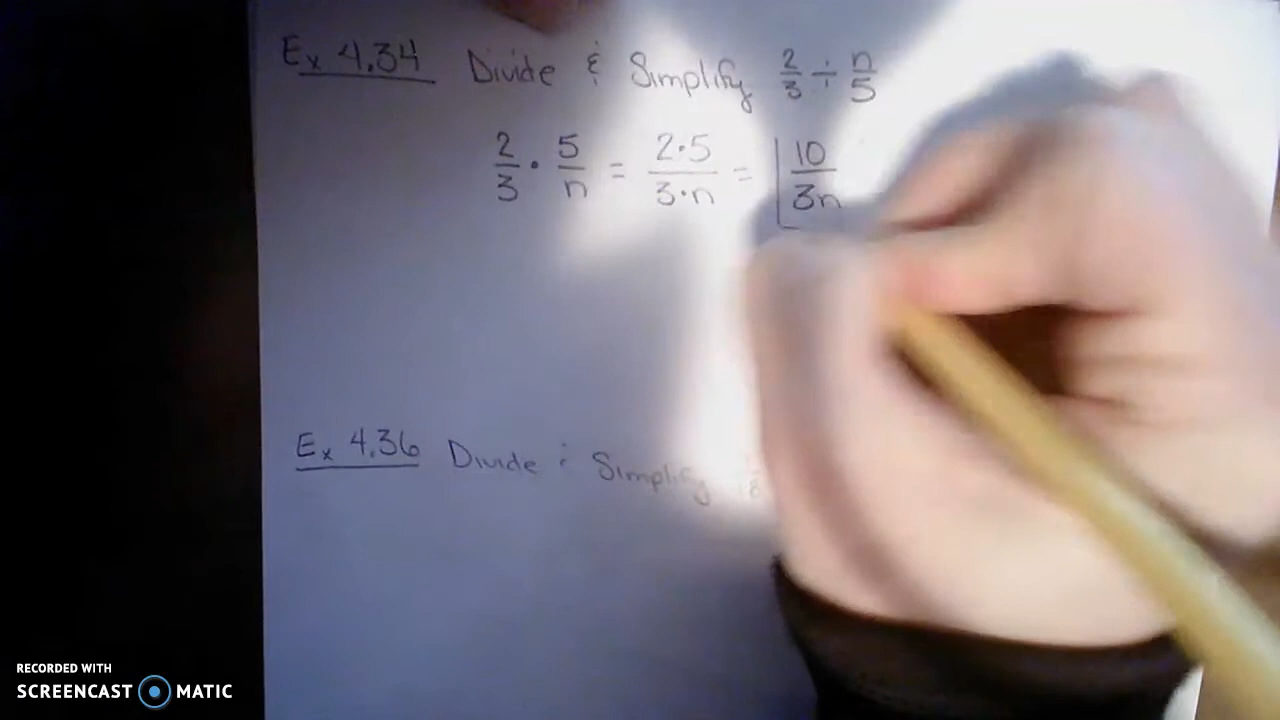 Ex 4.34 Divide & Simplify 2/3 ÷ n/5
2/3 · 5/n = 2·5/3·n = 10/3n
Ex 4.36 Divide & Simplify
RECORDED WITH
SCREENCAST MATIC